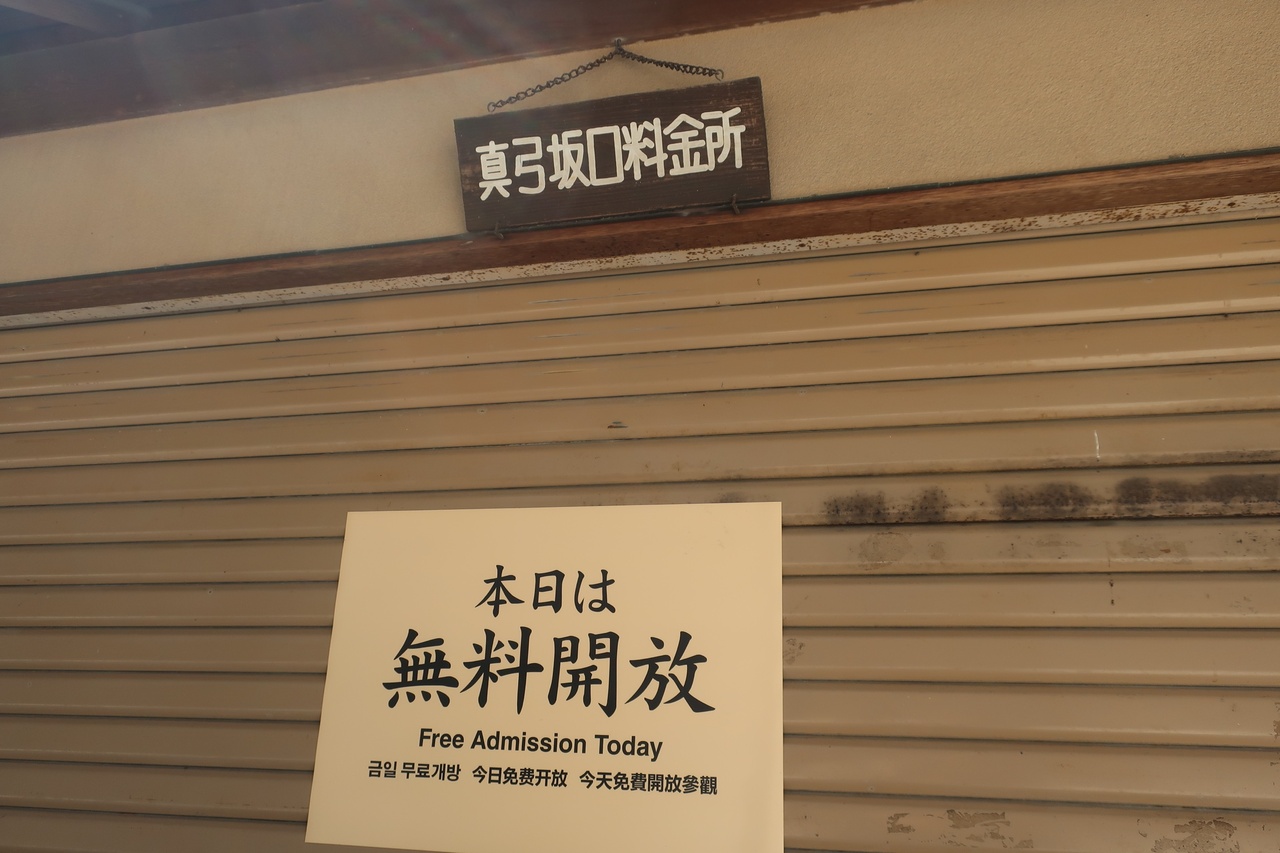 真弓坂口料金所
本日は
無料開放
Free Admission Today
금일 무료개방 今日免费开放 今天免費開放參觀